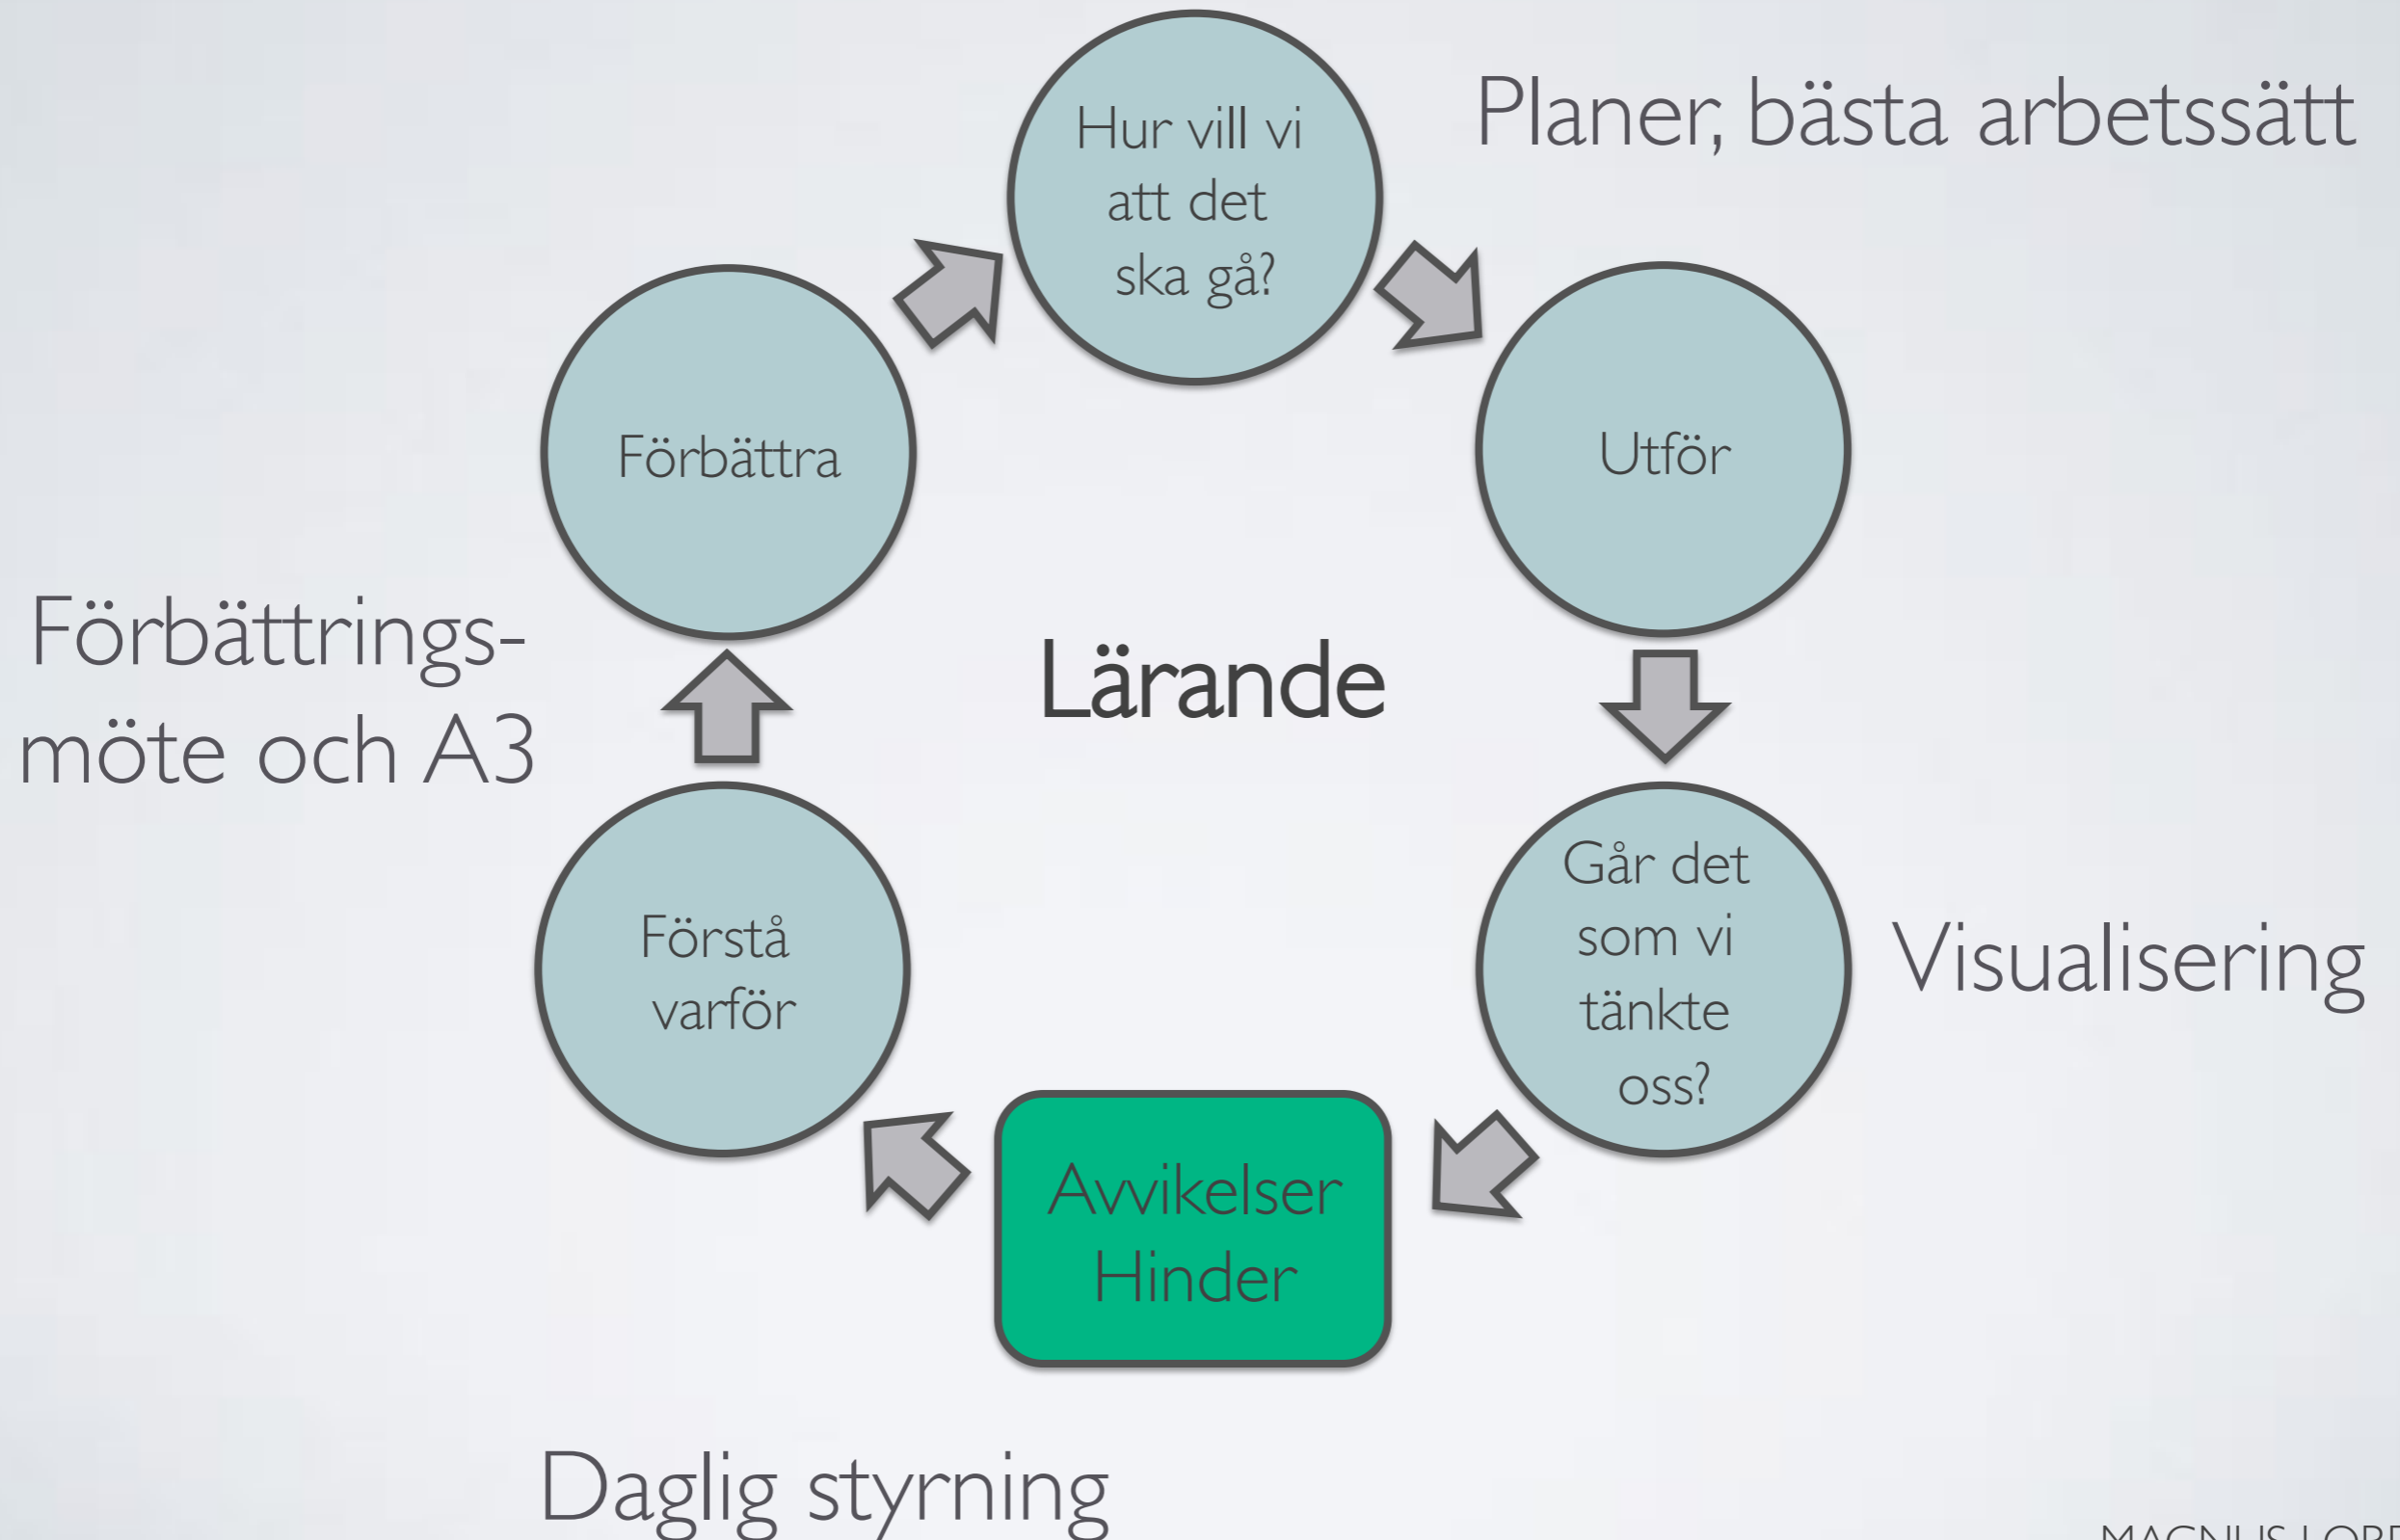 Hur vill vi
att det
ska gå?
Planer, bästa arbetssätt
Förbättra
Utför
Förbättrings-
möte och A3
Lärande
Går det
som vi
tänkte
oss?
Visualisering
Förstå
varför
Avvikelser
Hinder
Daglig styrning
MAGNUS